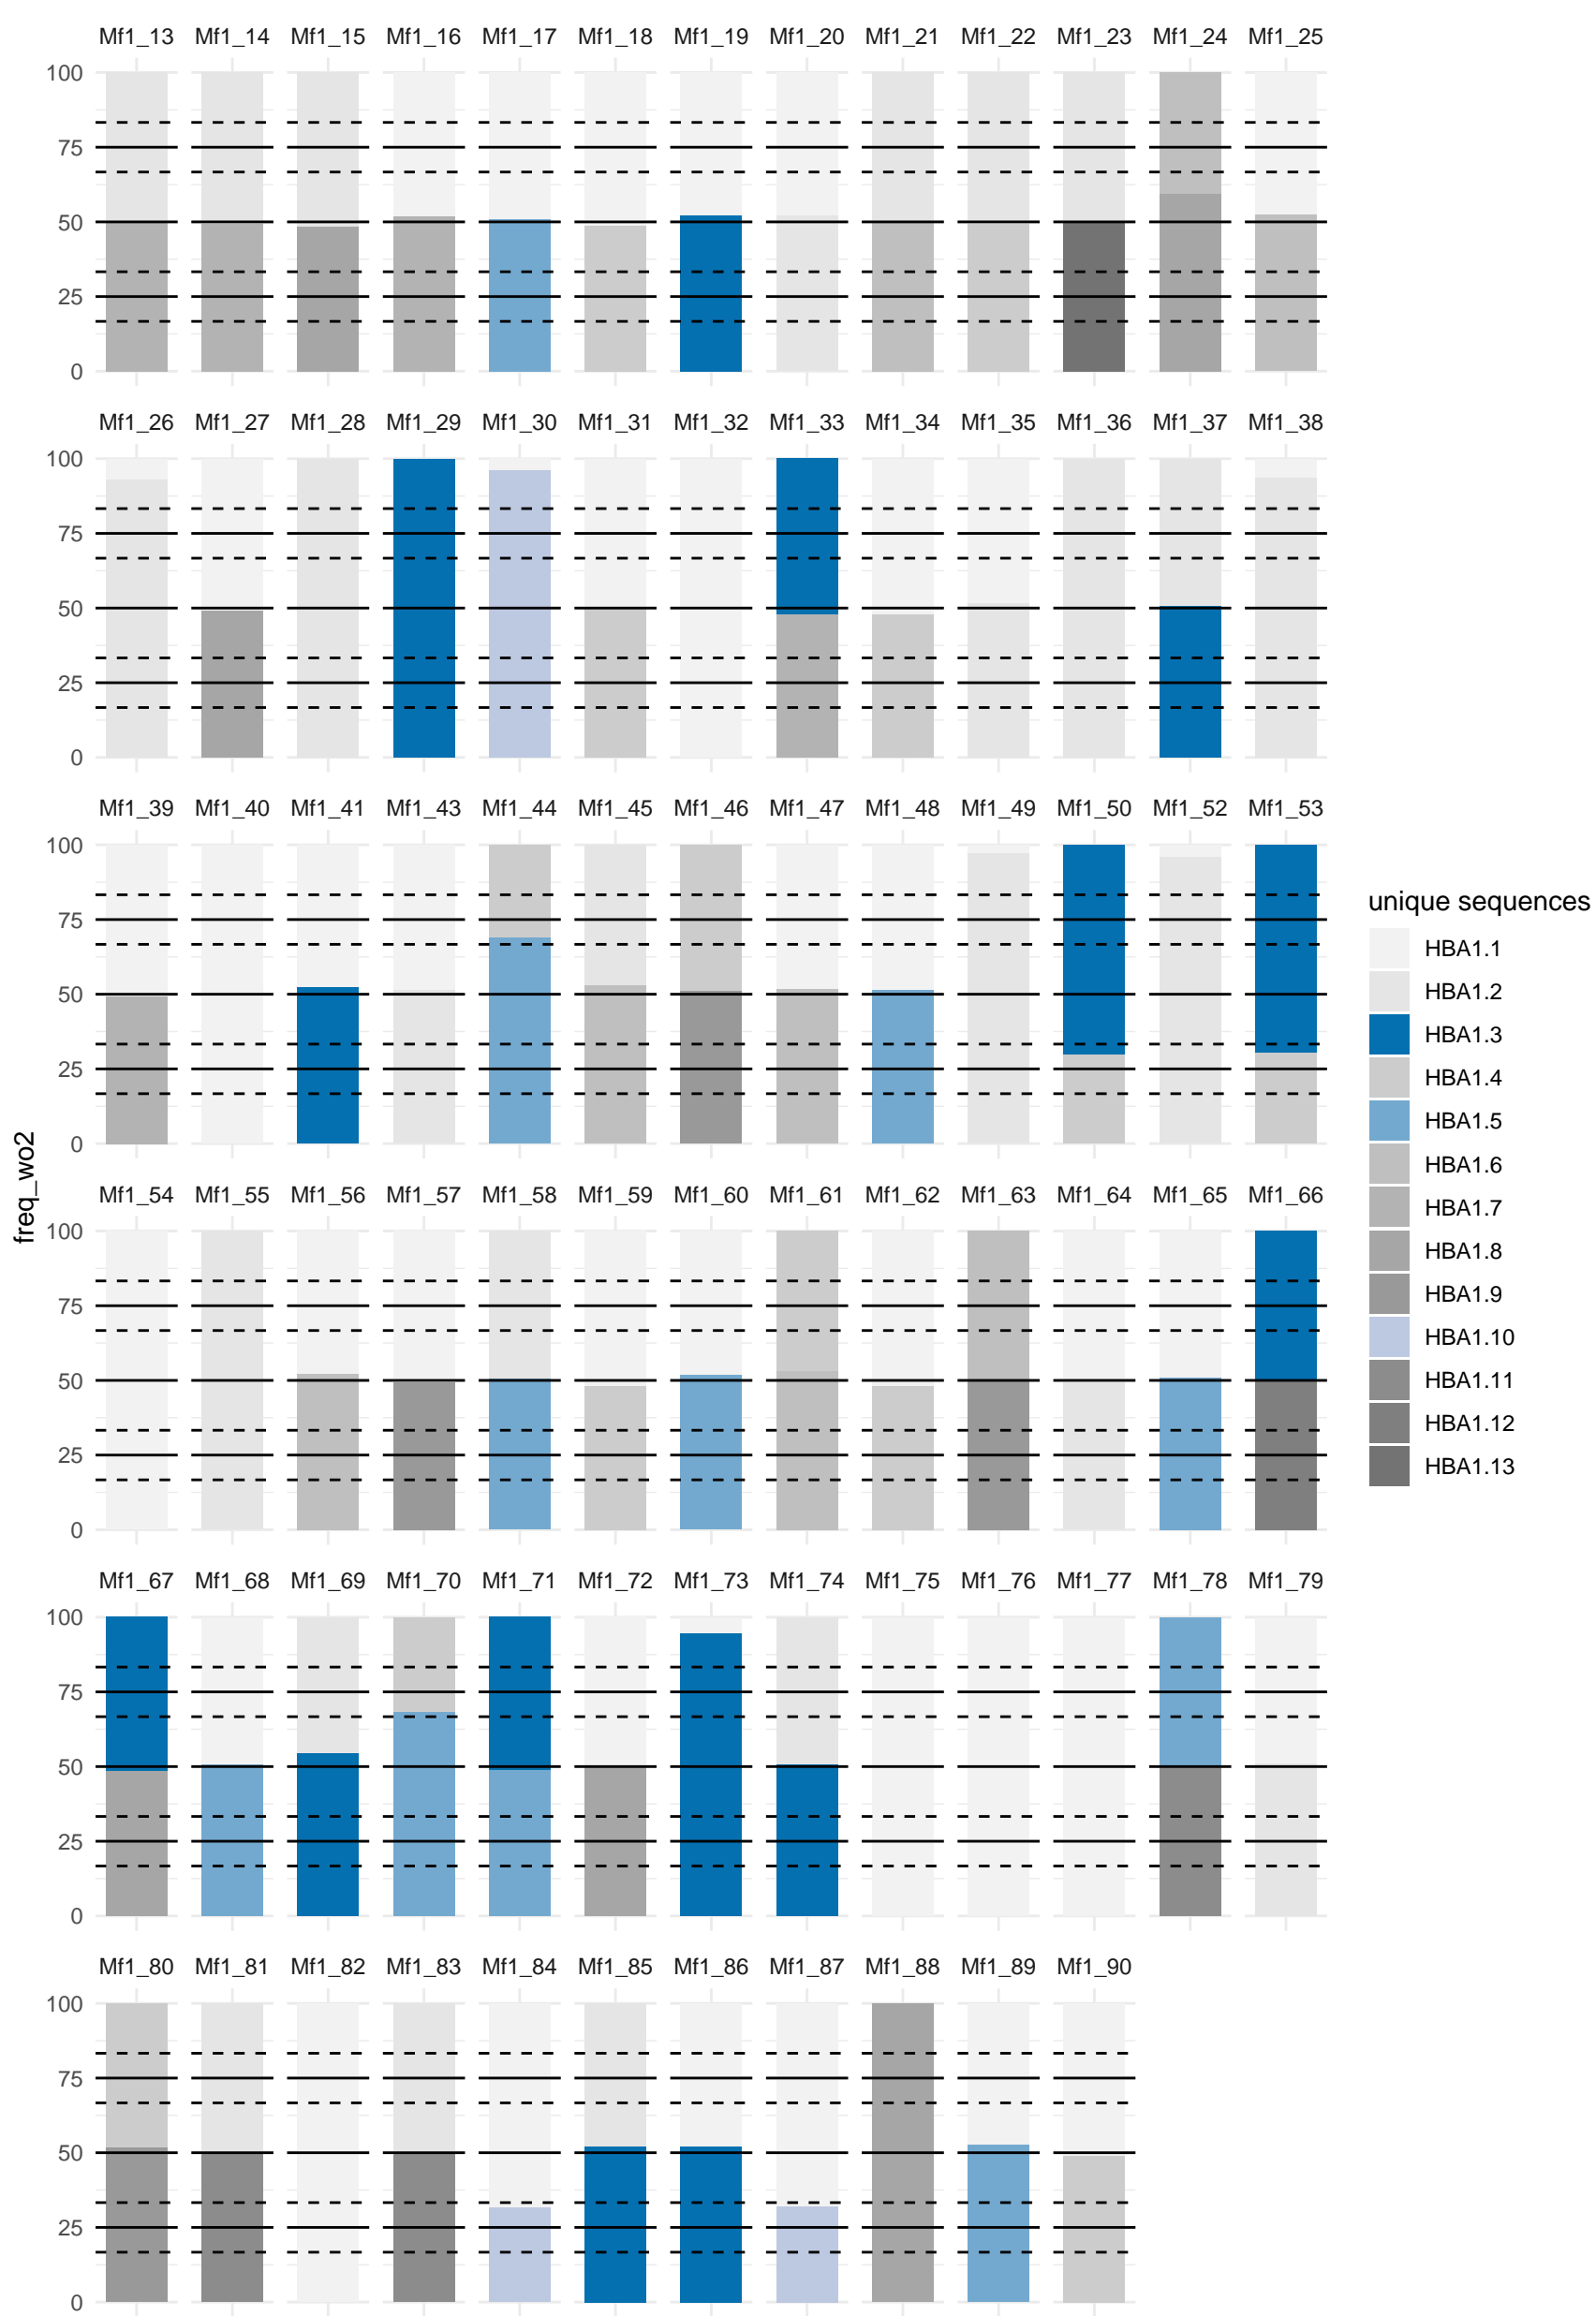 Mf1_13 Mf1_14 Mf1_15 Mf1_16 Mf1_17 Mf1_18 Mf1_19 Mf1_20 Mf1_21 Mf1_22 Mf1_23 Mf1_24 Mf1_25
100
75
50
25
0
Mf1_26 Mf1_27 Mf1_28 Mf1_29 Mf1_30 Mf1_31 Mf1_32 Mf1_33 Mf1_34 Mf1_35 Mf1_36 Mf1_37 Mf1_38
100
75
50
25
0
Mf1_39 Mf1_40 Mf1_41 Mf1_43 Mf1_44 Mf1_45 Mf1_46 Mf1_47 Mf1_48 Mf1_49 Mf1_50 Mf1_52 Mf1_53
100
75
50
25
0
Mf1_54 Mf1_55 Mf1_56 Mf1_57 Mf1_58 Mf1_59 Mf1_60 Mf1_61 Mf1_62 Mf1_63 Mf1_64 Mf1_65 Mf1_66
100
75
50
25
0
Mf1_67 Mf1_68 Mf1_69 Mf1_70 Mf1_71 Mf1_72 Mf1_73 Mf1_74 Mf1_75 Mf1_76 Mf1_77 Mf1_78 Mf1_79
100
75
50
25
0
Mf1_80 Mf1_81 Mf1_82 Mf1_83 Mf1_84 Mf1_85 Mf1_86 Mf1_87 Mf1_88 Mf1_89 Mf1_90
100
75
50
25
0
freq_wo2
unique sequences
HBA1.1
HBA1.2
HBA1.3
HBA1.4
HBA1.5
HBA1.6
HBA1.7
HBA1.8
HBA1.9
HBA1.10
HBA1.11
HBA1.12
HBA1.13